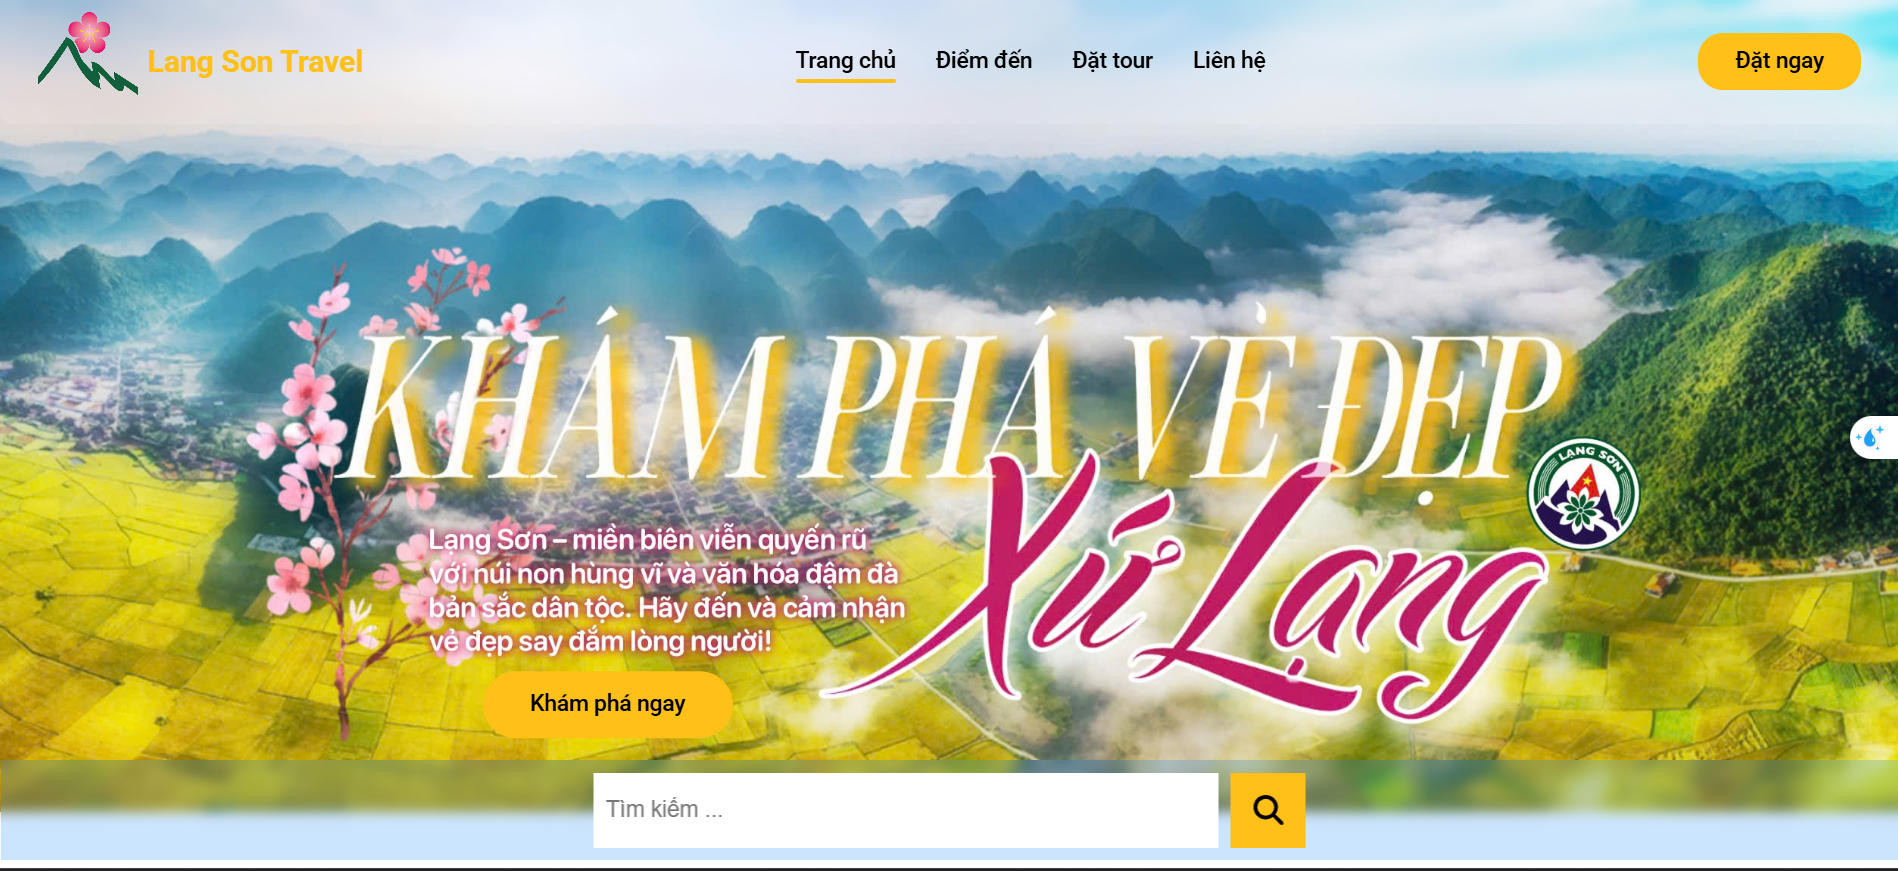 Lang Son Travel
Trang chủ
Điểm đến
Đặt tour
Liên hệ
Đặt ngay
KHÁM PHÁ VẺ ĐẸP
Xứ Lạng
LẠNG SƠN
Lạng Sơn – miền biên viễn quyến rũ
với núi non hùng vĩ và văn hóa đậm đà
bản sắc dân tộc. Hãy đến và cảm nhận
vẻ đẹp say đắm lòng người!
Khám phá ngay
Tìm kiếm ...